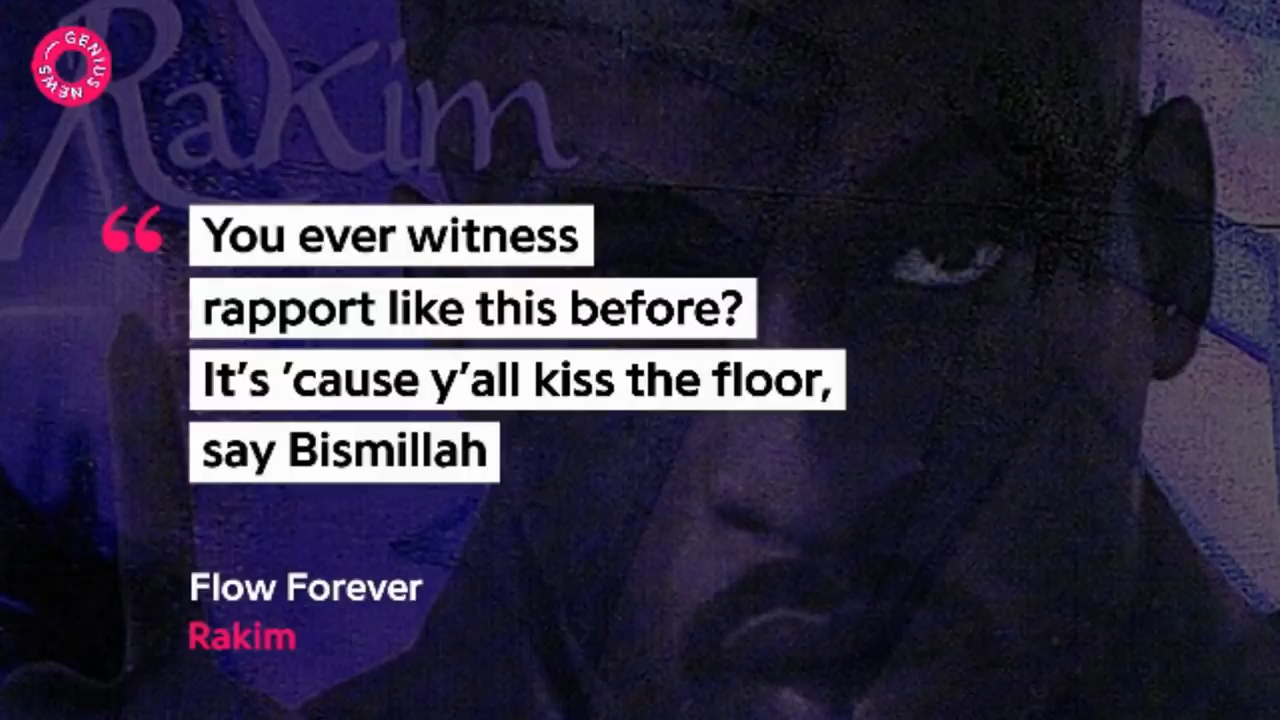 GENIUS NEWS
Rakim
“
You ever witness
rapport like this before?
It’s ’cause y’all kiss the floor,
say Bismillah
Flow Forever
Rakim